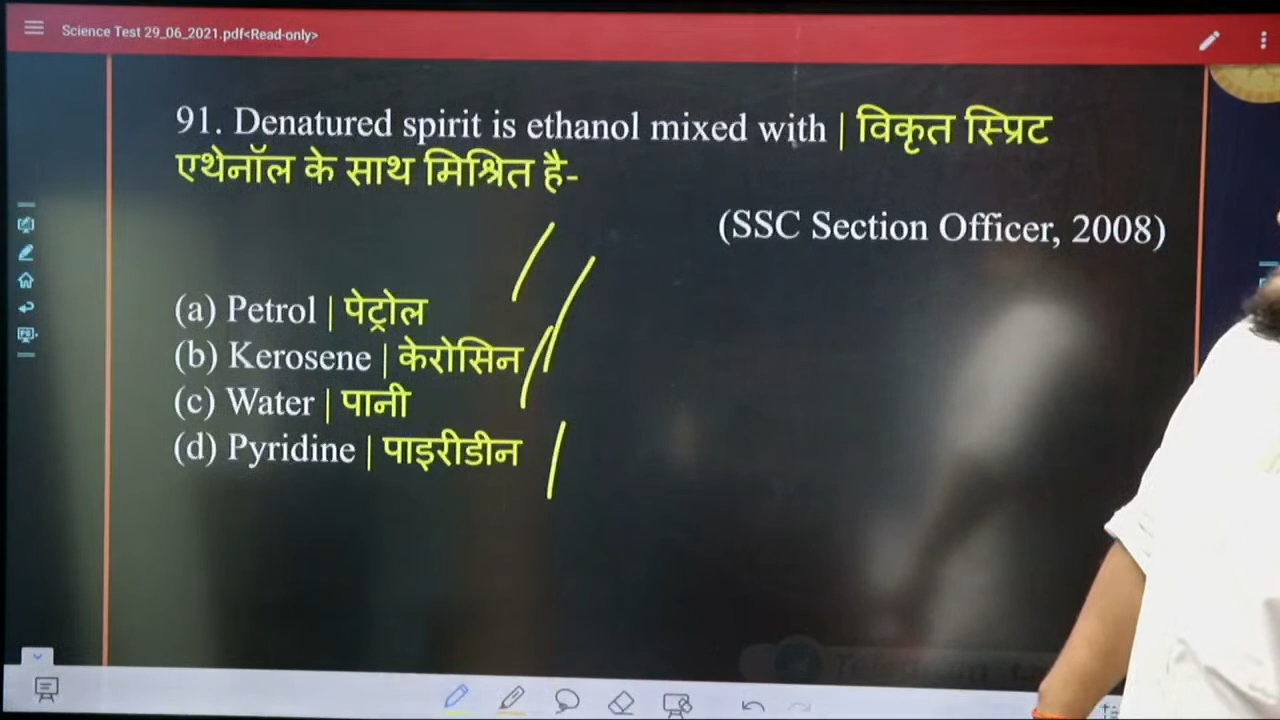 Science Test 29_06_2021.pdf<Read-only>
91. Denatured spirit is ethanol mixed with | विकृत स्प्रिट
एथेनॉल के साथ मिश्रित है-
(SSC Section Officer, 2008)
(a) Petrol | पेट्रोल
(b) Kerosene | केरोसिन
(c) Water | पानी
(d) Pyridine | पाइरीडीन